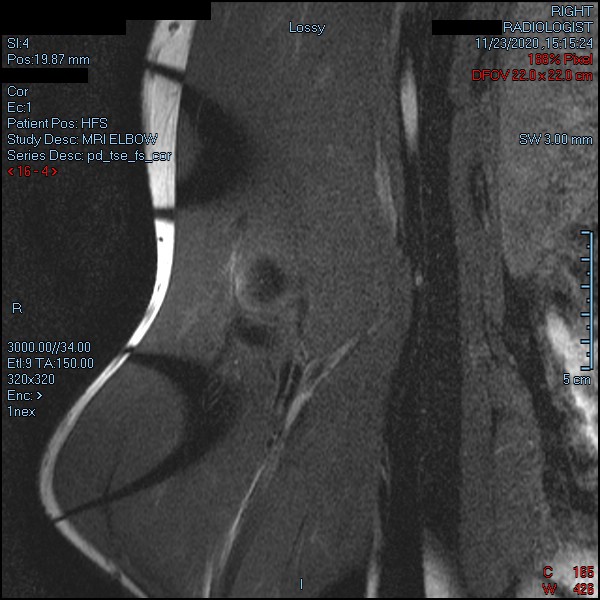 RIGHT
Lossy
RADIOLOGIST
SI:4
11/23/2020 ,15:15:24
Pos:19.87 mm
188% Pixel
DFOV 22.0 x 22.0 cm
Cor
Ec:1
Patient Pos: HFS
Study Desc: MRI ELBOW
SW 3.00 mm
Series Desc: pd_tse_fs_cor
< 16 - 4 >
R
3000.00//34.00
Etl:9 TA:150.00
320x320
5 cm
Enc: >
1nex
I
C 165
W 426